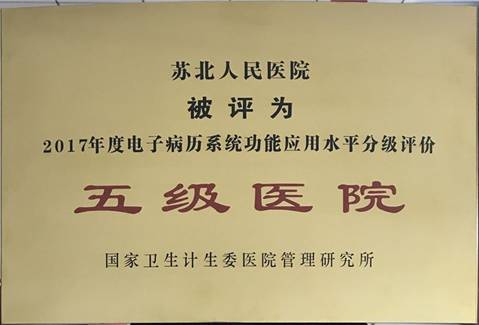 苏北人民医院
被评为
2017年度电子病历系统功能应用水平分级评价
五级医院
国家卫生计生委医院管理研究所